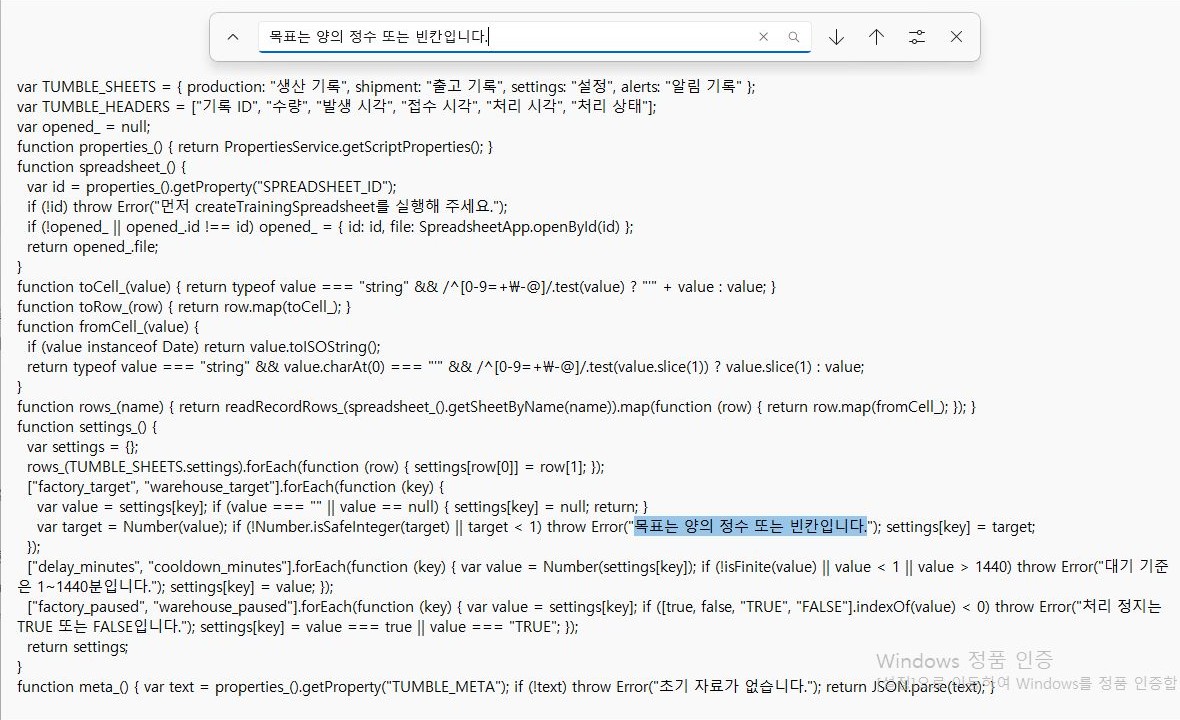 목표는 양의 정수 또는 빈칸입니다.
var TUMBLE_SHEETS = { production: "생산 기록", shipment: "출고 기록", settings: "설정", alerts: "알림 기록" };
var TUMBLE_HEADERS = ["기록 ID", "수량", "발생 시각", "접수 시각", "처리 시각", "처리 상태"];
var opened_ = null;
function properties_() { return PropertiesService.getScriptProperties(); }
function spreadsheet_() {
  var id = properties_().getProperty("SPREADSHEET_ID");
  if (!id) throw Error("먼저 createTrainingSpreadsheet를 실행해 주세요.");
  if (!opened_ || opened_.id !== id) opened_ = { id: id, file: SpreadsheetApp.openById(id) };
  return opened_.file;
}
function toCell_(value) { return typeof value === "string" && /^[0-9=+₩-@]/.test(value) ? "'" + value : value; }
function toRow_(row) { return row.map(toCell_); }
function fromCell_(value) {
  if (value instanceof Date) return value.toISOString();
  return typeof value === "string" && value.charAt(0) === "'" && /^[0-9=+₩-@]/.test(value.slice(1)) ? value.slice(1) : value;
}
function rows_(name) { return readRecordRows_(spreadsheet_().getSheetByName(name)).map(function (row) { return row.map(fromCell_); }); }
function settings_() {
  var settings = {};
  rows_(TUMBLE_SHEETS.settings).forEach(function (row) { settings[row[0]] = row[1]; });
  ["factory_target", "warehouse_target"].forEach(function (key) {
    var value = settings[key]; if (value === "" || value == null) { settings[key] = null; return; }
    var target = Number(value); if (!Number.isSafeInteger(target) || target < 1) throw Error("목표는 양의 정수 또는 빈칸입니다."); settings[key] = target;
  });
  ["delay_minutes", "cooldown_minutes"].forEach(function (key) { var value = Number(settings[key]); if (!isFinite(value) || value < 1 || value > 1440) throw Error("대기 기준
은 1~1440분입니다."); settings[key] = value; });
  ["factory_paused", "warehouse_paused"].forEach(function (key) { var value = settings[key]; if ([true, false, "TRUE", "FALSE"].indexOf(value) < 0) throw Error("처리 정지는
TRUE 또는 FALSE입니다."); settings[key] = value === true || value === "TRUE"; });
  return settings;
}
function meta_() { var text = properties_().getProperty("TUMBLE_META"); if (!text) throw Error("초기 자료가 없습니다."); return JSON.parse(text); }
Windows 정품 인증
Windows를 정품 인증합